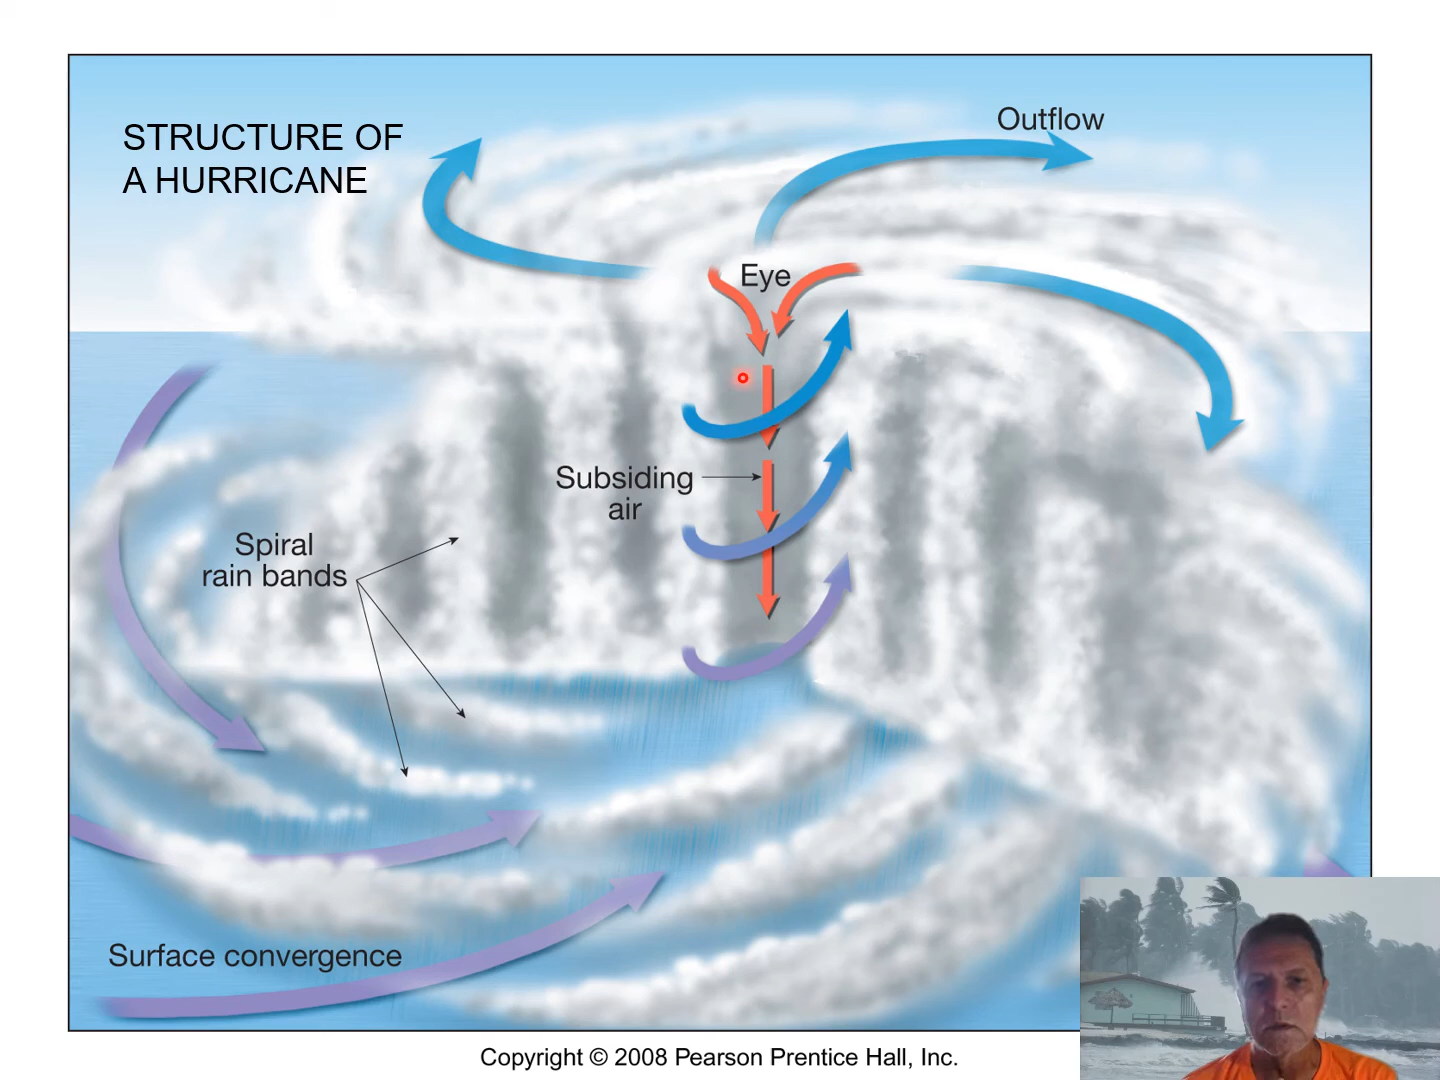 STRUCTURE OF
A HURRICANE
Outflow
Eye
Subsiding
air
Spiral
rain bands
Surface convergence
Copyright © 2008 Pearson Prentice Hall, Inc.